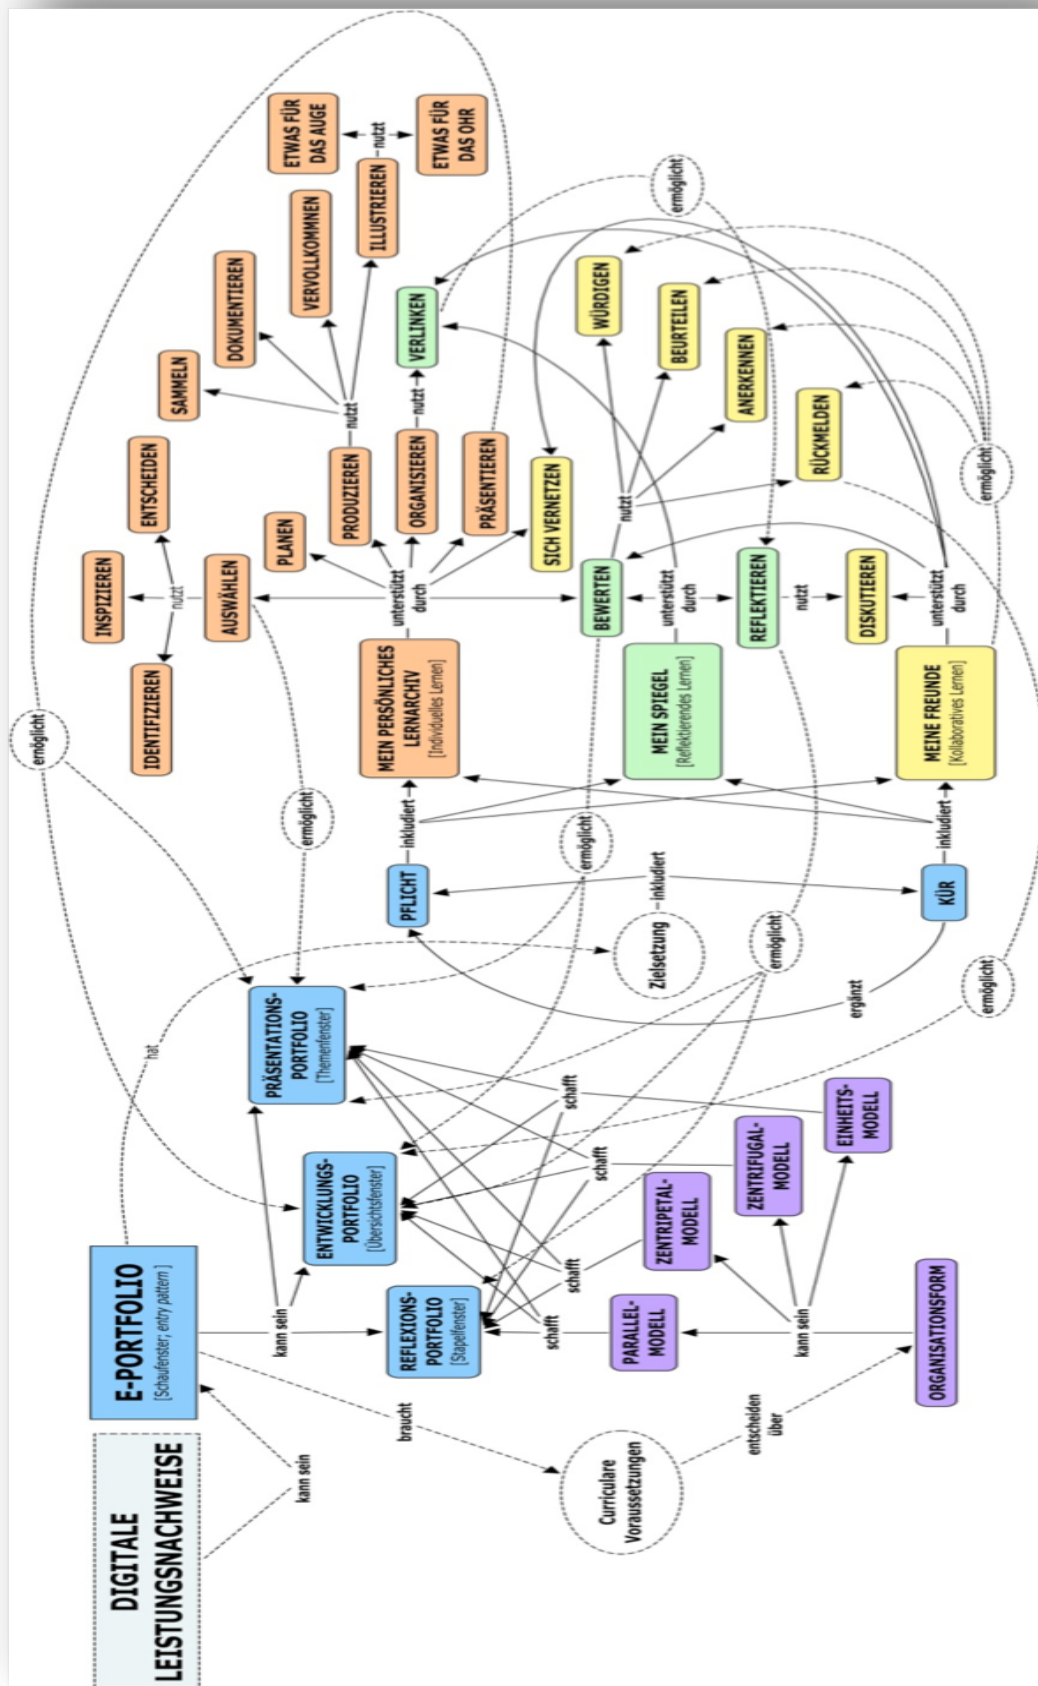 DIGITALE
LEISTUNGSNACHWEISE
kann sein
E-PORTFOLIO
[Schaufenster; entry pattern ]
hat
braucht
kann sein
Curriculare
Voraussetzungen
entscheiden
über
ORGANISATIONSFORM
kann sein
PRÄSENTATIONS-
PORTFOLIO
[Themenfenster]
ENTWICKLUNGS-
PORTFOLIO
[Übersichtsfenster]
REFLEXIONS-
PORTFOLIO
[Stapelfenster]
schafft
schafft
schafft
schafft
PARALLEL-
MODELL
ZENTRIPETAL-
MODELL
ZENTRIFUGAL-
MODELL
EINHEITS-
MODELL
Zielsetzung
inkludiert
PFLICHT
KÜR
ergänzt
inkludiert
inkludiert
ermöglicht
ermöglicht
ermöglicht
ermöglicht
ermöglicht
MEIN PERSÖNLICHES
LERNARCHIV
[Individuelles Lernen]
MEIN SPIEGEL
[Reflektierendes Lernen]
MEINE FREUNDE
[Kollaboratives Lernen]
unterstützt
durch
unterstützt
durch
unterstützt
durch
IDENTIFIZIEREN
INSPIZIEREN
ENTSCHEIDEN
nutzt
AUSWÄHLEN
PLANEN
PRODUZIEREN
ORGANISIEREN
PRÄSENTIEREN
SICH VERNETZEN
BEWERTEN
REFLEKTIEREN
nutzt
DISKUTIEREN
nutzt
SAMMELN
DOKUMENTIEREN
VERVOLLKOMMNEN
ILLUSTRIEREN
nutzt
ETWAS FÜR
DAS AUGE
ETWAS FÜR
DAS OHR
nutzt
VERLINKEN
nutzt
WÜRDIGEN
BEURTEILEN
ANERKENNEN
RÜCKMELDEN
ermöglicht
ermöglicht